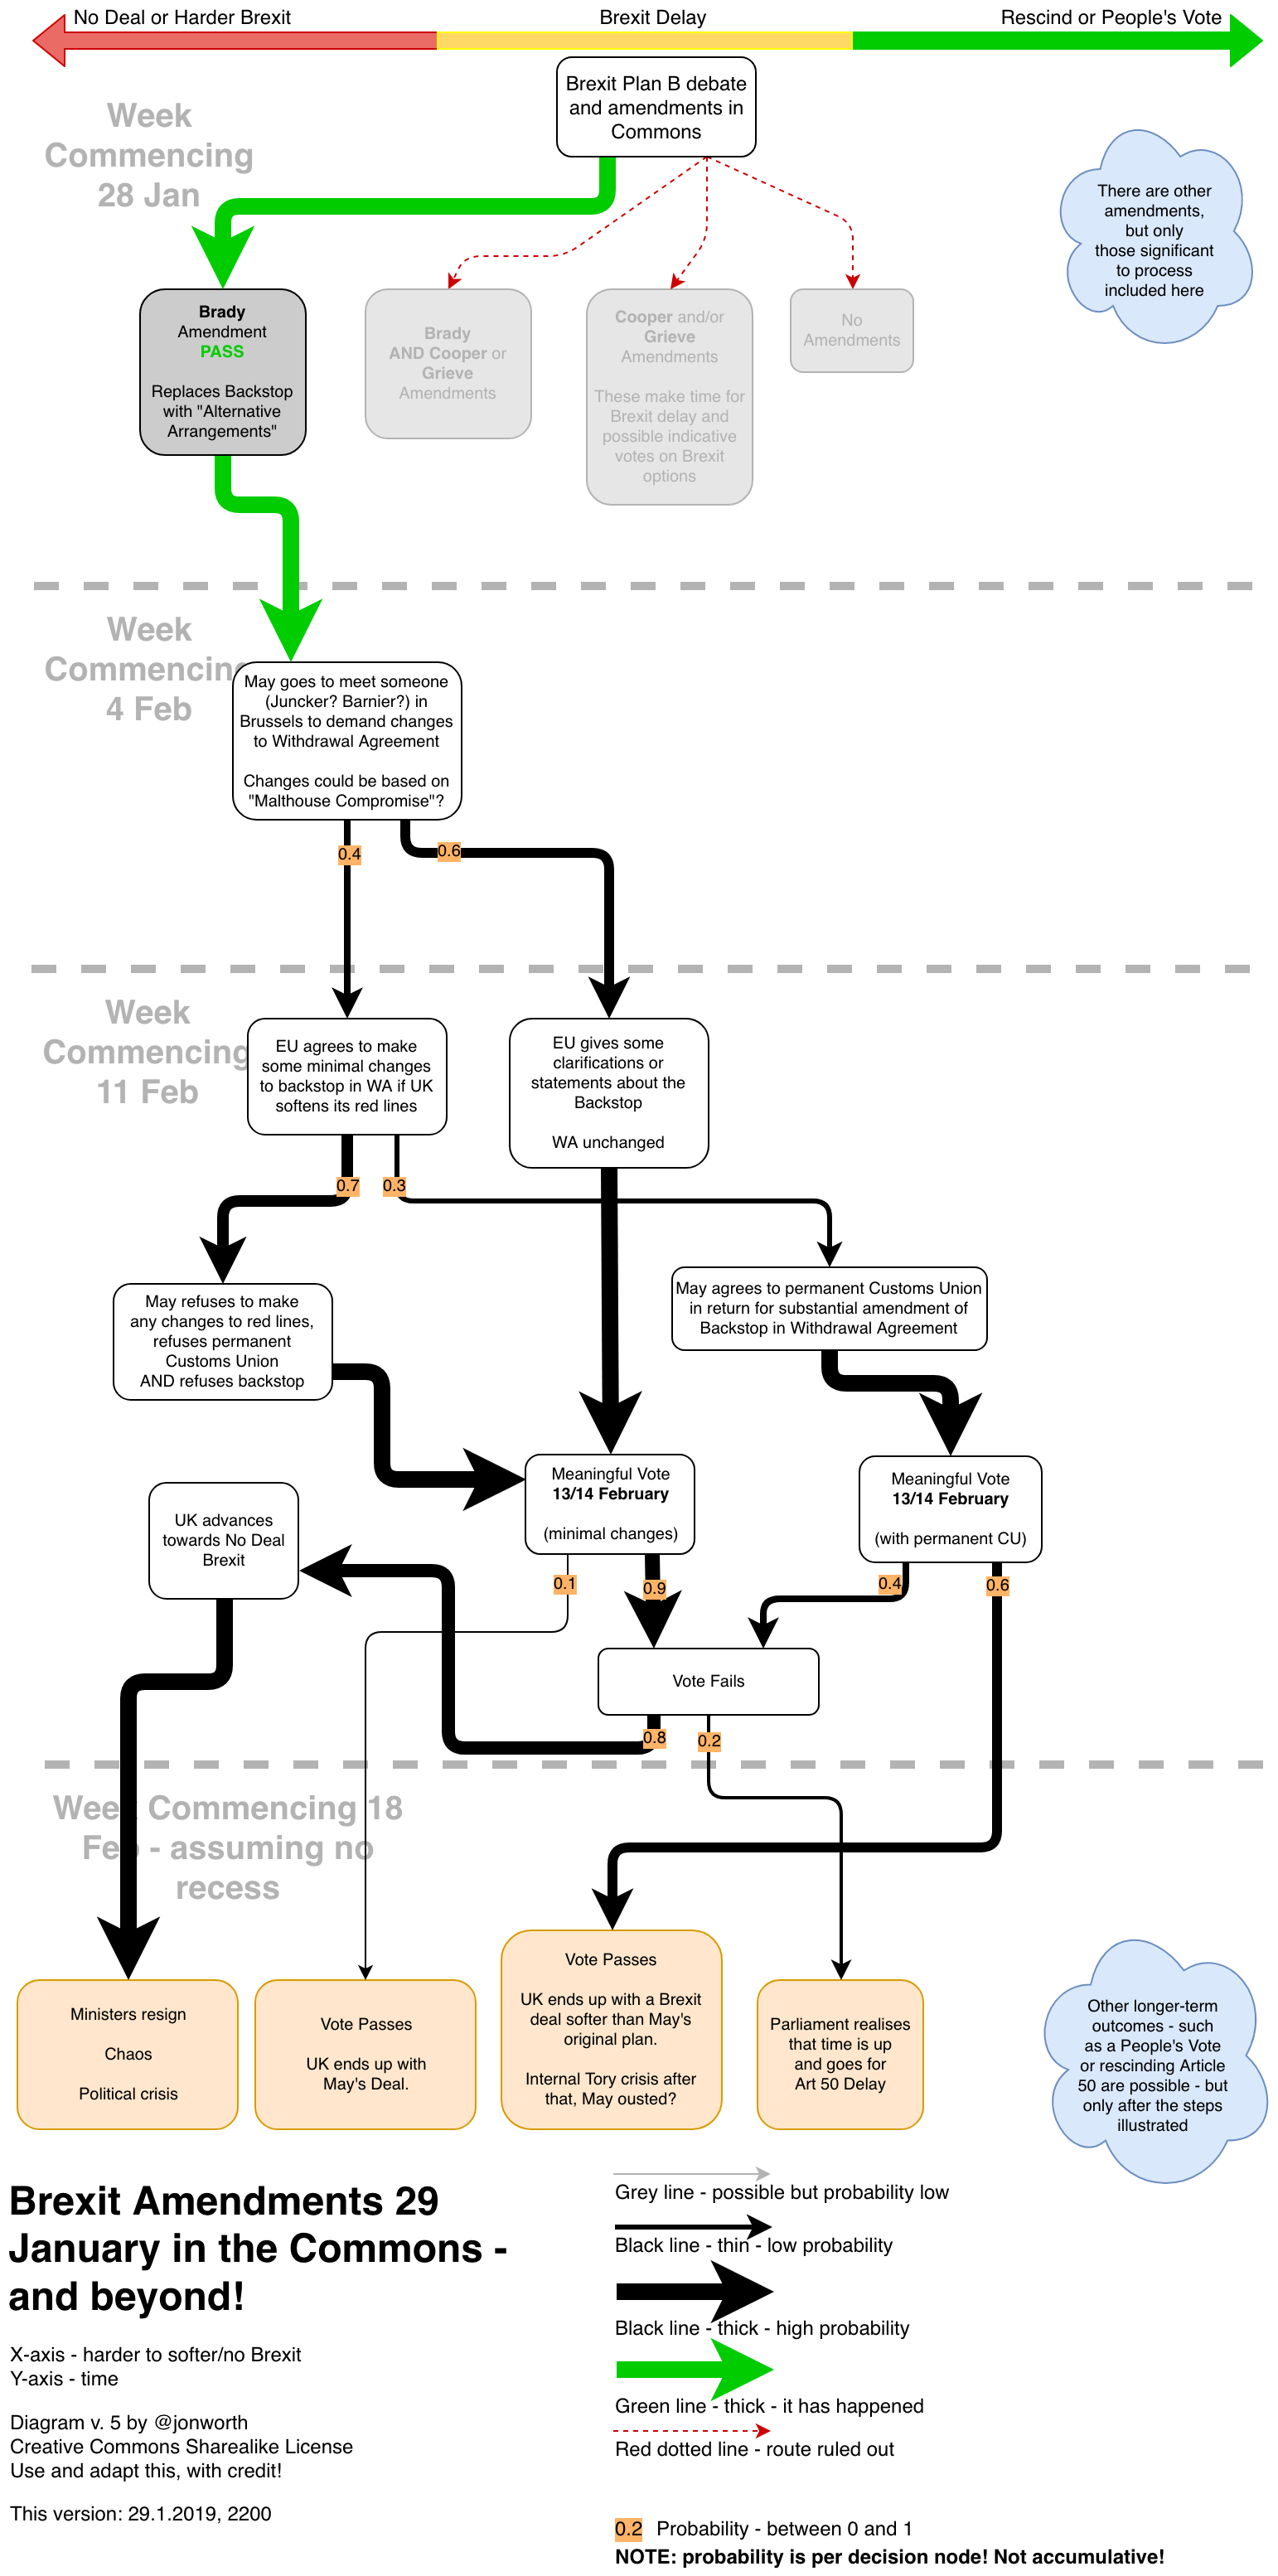 No Deal or Harder Brexit
Brexit Delay
Rescind or People's Vote
Brexit Plan B debate
and amendments in
Commons
Week
Commencing
28 Jan
There are other
amendments,
but only
those significant
to process
included here
Brady
Amendment
PASS
Replaces Backstop
with "Alternative
Arrangements"
Brady
AND Cooper or
Grieve
Amendments
Cooper and/or
Grieve
Amendments
These make time for
Brexit delay and
possible indicative
votes on Brexit
options
No
Amendments
Week
Commencing
4 Feb
May goes to meet someone
(Juncker? Barnier?) in
Brussels to demand changes
to Withdrawal Agreement
Changes could be based on
"Malthouse Compromise"?
0.4
0.6
Week
Commencing
11 Feb
EU agrees to make
some minimal changes
to backstop in WA if UK
softens its red lines
EU gives some
clarifications or
statements about the
Backstop
WA unchanged
0.7
0.3
May refuses to make
any changes to red lines,
refuses permanent
Customs Union
AND refuses backstop
May agrees to permanent Customs Union
in return for substantial amendment of
Backstop in Withdrawal Agreement
UK advances
towards No Deal
Brexit
Meaningful Vote
13/14 February
(minimal changes)
Meaningful Vote
13/14 February
(with permanent CU)
0.1
0.9
0.4
0.6
Vote Fails
0.8
0.2
Week Commencing 18
Feb - assuming no
recess
Ministers resign
Chaos
Political crisis
Vote Passes
UK ends up with
May's Deal.
Vote Passes
UK ends up with a Brexit
deal softer than May's
original plan.
Internal Tory crisis after
that, May ousted?
Parliament realises
that time is up
and goes for
Art 50 Delay
Other longer-term
outcomes - such
as a People's Vote
or rescinding Article
50 are possible - but
only after the steps
illustrated
Brexit Amendments 29
January in the Commons -
and beyond!
X-axis - harder to softer/no Brexit
Y-axis - time
Diagram v. 5 by @jonworth
Creative Commons Sharealike License
Use and adapt this, with credit!
This version: 29.1.2019, 2200
Grey line - possible but probability low
Black line - thin - low probability
Black line - thick - high probability
Green line - thick - it has happened
Red dotted line - route ruled out
0.2 Probability - between 0 and 1
NOTE: probability is per decision node! Not accumulative!